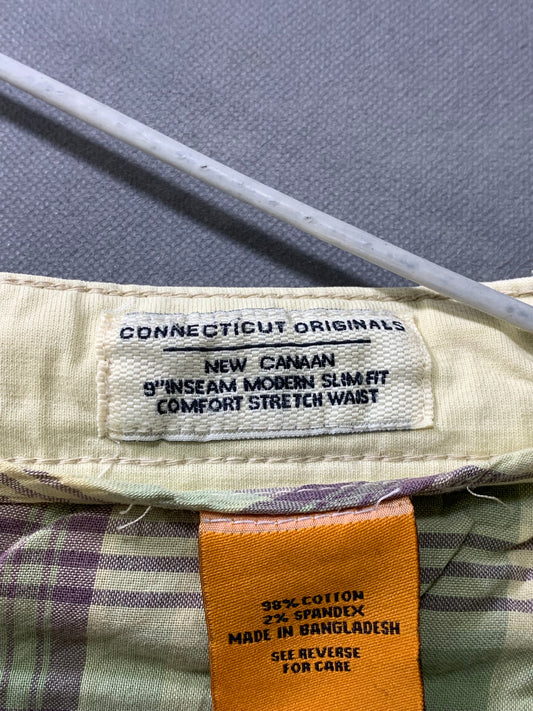 CONNECTICUT ORIGINALS
NEW CANAAN
9"INSEAM MODERN SLIM FIT
COMFORT STRETCH WAIST
98% COTTON
2% SPANDEX
MADE IN BANGLADESH
SEE REVERSE
FOR CARE